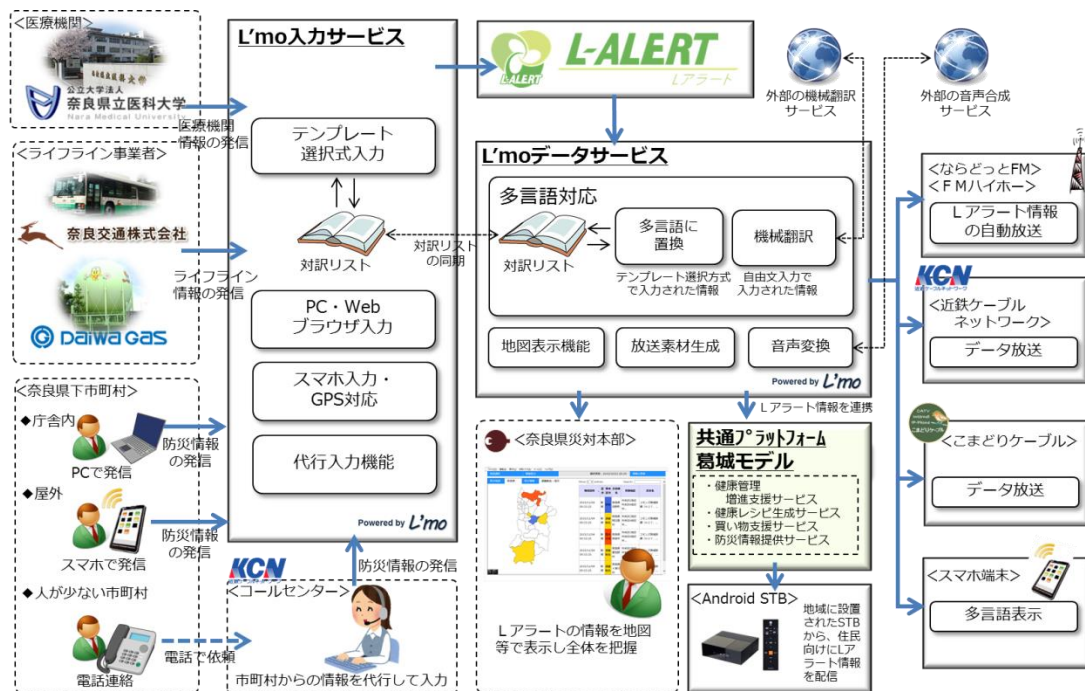 <医療機関>
公立大学法人
奈良県立医科大学
Nara Medical University
医療機関
情報の発信
<ライフライン事業者>
奈良交通株式会社
ライフライン
情報の発信
DAIWA GAS
<奈良県下市町村>
◆庁舎内
PCで発信
防災情報
の発信
◆屋外
スマホで発信
防災情報
の発信
◆人が少ない市町村
電話連絡
電話で依頼
L'mo入力サービス
テンプレート
選択式入力
対訳リスト
PC・Web
ブラウザ入力
スマホ入力・
GPS対応
代行入力機能
Powered by L'mo
防災情報の発信
KCN
<コールセンター>
市町村からの情報を代行して入力
L-ALERT
L-ALERT
Lアラート
外部の機械翻訳
サービス
外部の音声合成
サービス
対訳リスト
の同期
L'moデータサービス
多言語対応
対訳リスト
多言語に
置換
テンプレート選択方式
で入力された情報
機械翻訳
自由文入力で
入力された情報
地図表示機能
放送素材生成
音声変換
Powered by L'mo
Lアラート情報を連携
<奈良県災対本部>
Lアラートの情報を地図
等で表示し全体を把握
共通プラットフォーム
葛城モデル
・健康管理
増進支援サービス
・健康レシピ生成サービス
・買い物支援サービス
・防災情報提供サービス
<Android STB>
地域に設置
されたSTB
から、住民
向けにLア
ラート情報
を配信
<ならどっとFM>
<FMハイホー>
Lアラート情報
の自動放送
KCN
近鉄ケーブルネットワーク
<近鉄ケーブル
ネットワーク>
データ放送
こまどりケーブル
<こまどりケーブル>
データ放送
<スマホ端末>
多言語表示